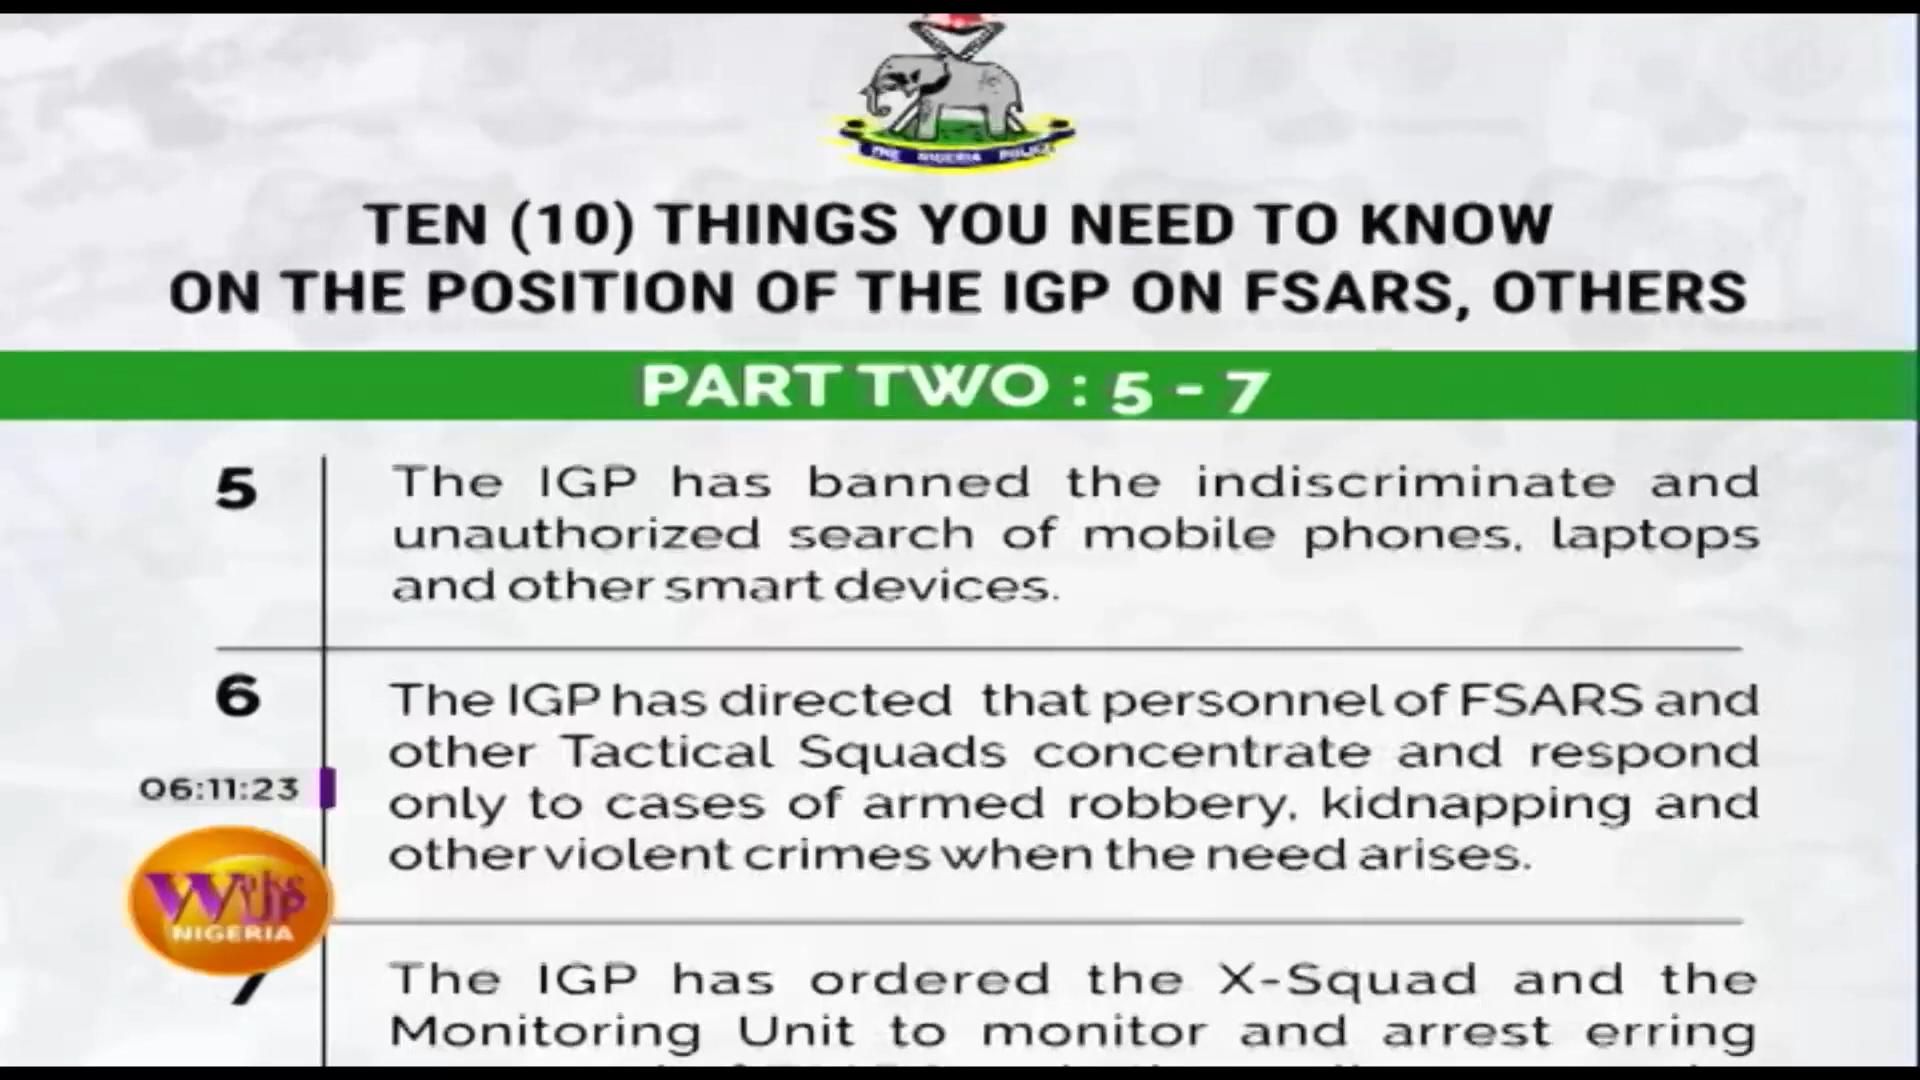 THE NIGERIA POLICE
TEN (10) THINGS YOU NEED TO KNOW
ON THE POSITION OF THE IGP ON FSARS, OTHERS
PART TWO : 5 - 7
5
The IGP has banned the indiscriminate and
unauthorized search of mobile phones, laptops
and other smart devices.
6
The IGP has directed that personnel of FSARS and
other Tactical Squads concentrate and respond
only to cases of armed robbery, kidnapping and
other violent crimes when the need arises.
06:11:23
NIGERIA
7
The IGP has ordered the X-Squad and the
Monitoring Unit to monitor and arrest erring